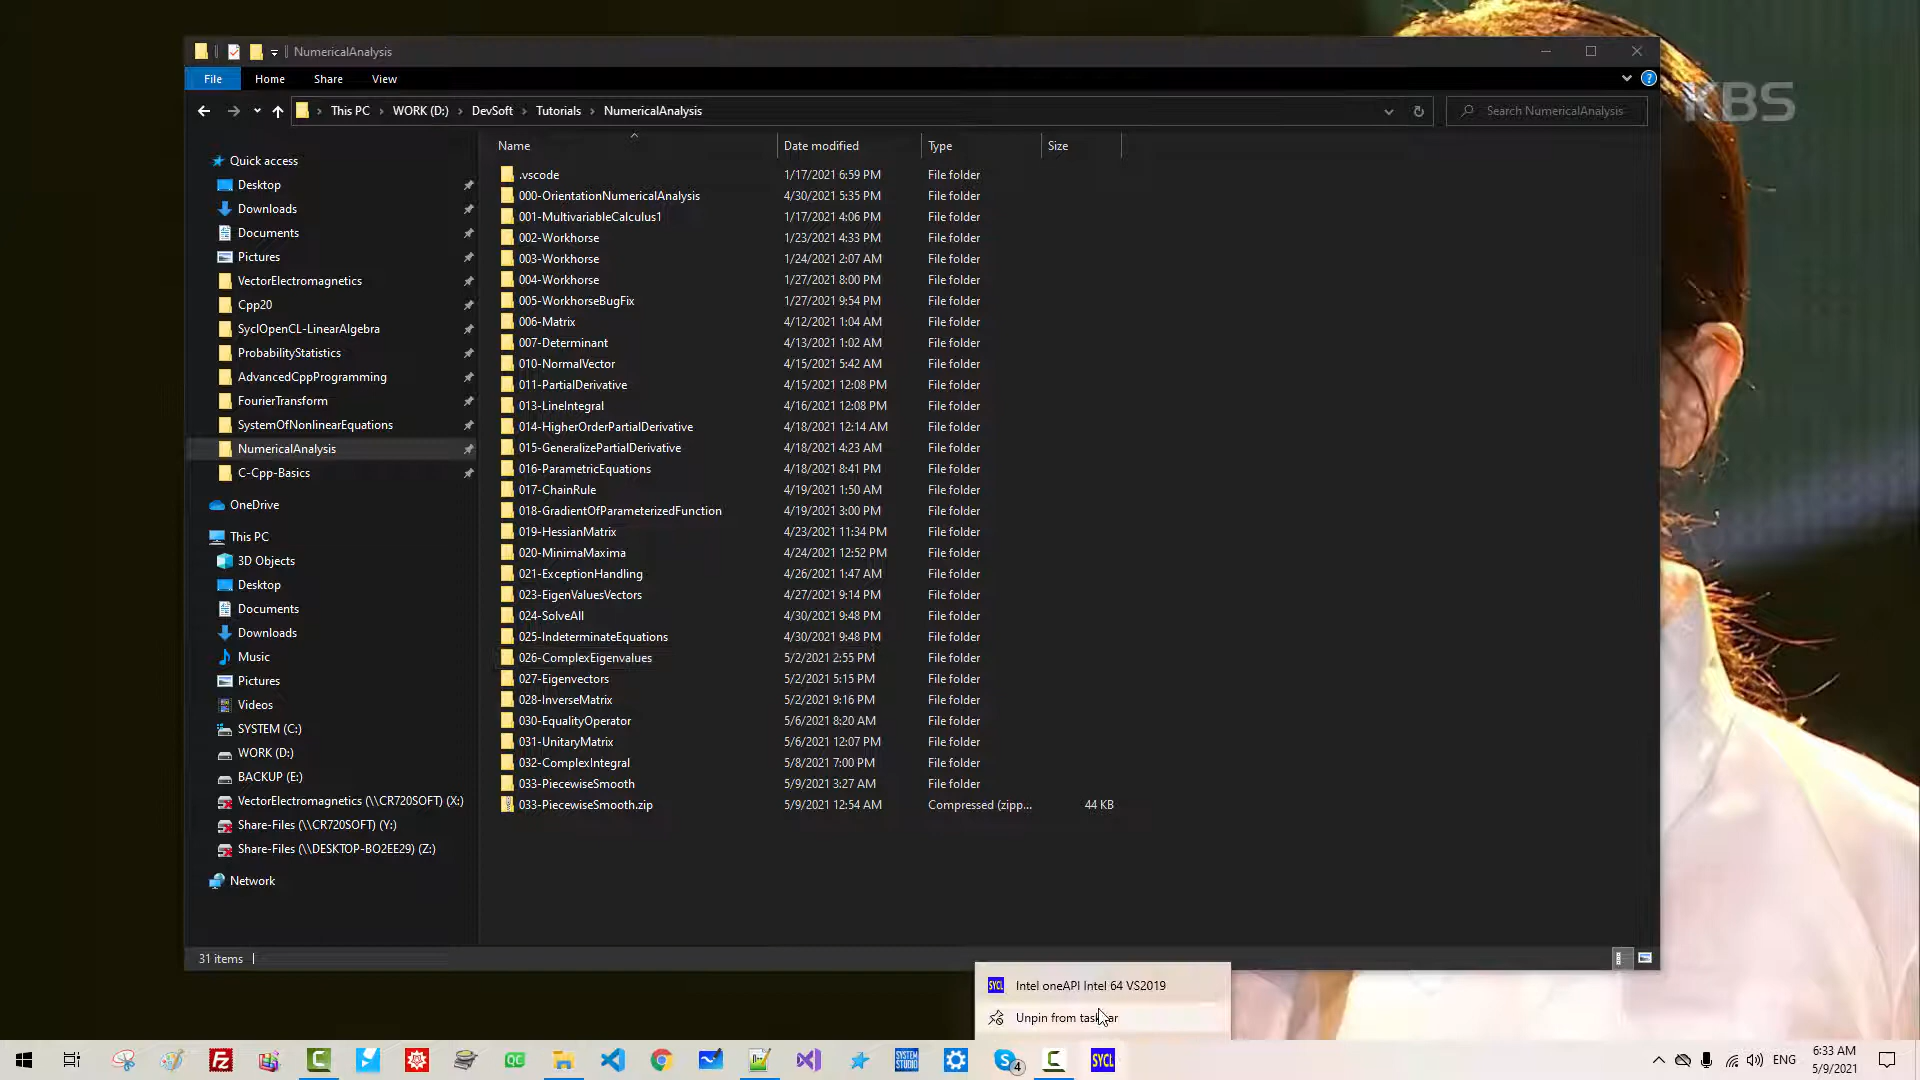 NumericalAnalysis
KBS
File Home Share View
This PC WORK (D:) DevSoft Tutorials NumericalAnalysis
Search NumericalAnalysis
Name Date modified Type Size
Quick access
Desktop
Downloads
Documents
Pictures
VectorElectromagnetics
Cpp20
SyclOpenCL-LinearAlgebra
ProbabilityStatistics
AdvancedCppProgramming
FourierTransform
SystemOfNonlinearEquations
NumericalAnalysis
C-Cpp-Basics
OneDrive
This PC
3D Objects
Desktop
Documents
Downloads
Music
Pictures
Videos
SYSTEM (C:)
WORK (D:)
BACKUP (E:)
VectorElectromagnetics (\\CR720SOFT) (X:)
Share-Files (\\CR720SOFT) (Y:)
Share-Files (\\DESKTOP-BO2EE29) (Z:)
Network
.vscode 1/17/2021 6:59 PM File folder
000-OrientationNumericalAnalysis 4/30/2021 5:35 PM File folder
001-MultivariableCalculus1 1/17/2021 4:06 PM File folder
002-Workhorse 1/23/2021 4:33 PM File folder
003-Workhorse 1/24/2021 2:07 AM File folder
004-Workhorse 1/27/2021 8:00 PM File folder
005-WorkhorseBugFix 1/27/2021 9:54 PM File folder
006-Matrix 4/12/2021 1:04 AM File folder
007-Determinant 4/13/2021 1:02 AM File folder
010-NormalVector 4/15/2021 5:42 AM File folder
011-PartialDerivative 4/15/2021 12:08 PM File folder
013-LineIntegral 4/16/2021 12:08 PM File folder
014-HigherOrderPartialDerivative 4/18/2021 12:14 AM File folder
015-GeneralizePartialDerivative 4/18/2021 4:23 AM File folder
016-ParametricEquations 4/18/2021 8:41 PM File folder
017-ChainRule 4/19/2021 1:50 AM File folder
018-GradientOfParameterizedFunction 4/19/2021 3:00 PM File folder
019-HessianMatrix 4/23/2021 11:34 PM File folder
020-MinimaMaxima 4/24/2021 12:52 PM File folder
021-ExceptionHandling 4/26/2021 1:47 AM File folder
023-EigenValuesVectors 4/27/2021 9:14 PM File folder
024-SolveAll 4/30/2021 9:48 PM File folder
025-IndeterminateEquations 4/30/2021 9:48 PM File folder
026-ComplexEigenvalues 5/2/2021 2:55 PM File folder
027-Eigenvectors 5/2/2021 5:15 PM File folder
028-InverseMatrix 5/2/2021 9:16 PM File folder
030-EqualityOperator 5/6/2021 8:20 AM File folder
031-UnitaryMatrix 5/6/2021 12:07 PM File folder
032-ComplexIntegral 5/8/2021 7:00 PM File folder
033-PiecewiseSmooth 5/9/2021 3:27 AM File folder
033-PiecewiseSmooth.zip 5/9/2021 12:54 AM Compressed (zipp... 44 KB
31 items
SYCL Intel oneAPI Intel 64 VS2019
Unpin from taskbar
QC
SYSTEM STUDIO
4
SYCL
ENG
6:33 AM
5/9/2021